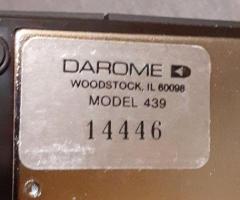 DAROME
WOODSTOCK, IL 60098
MODEL 439
14446